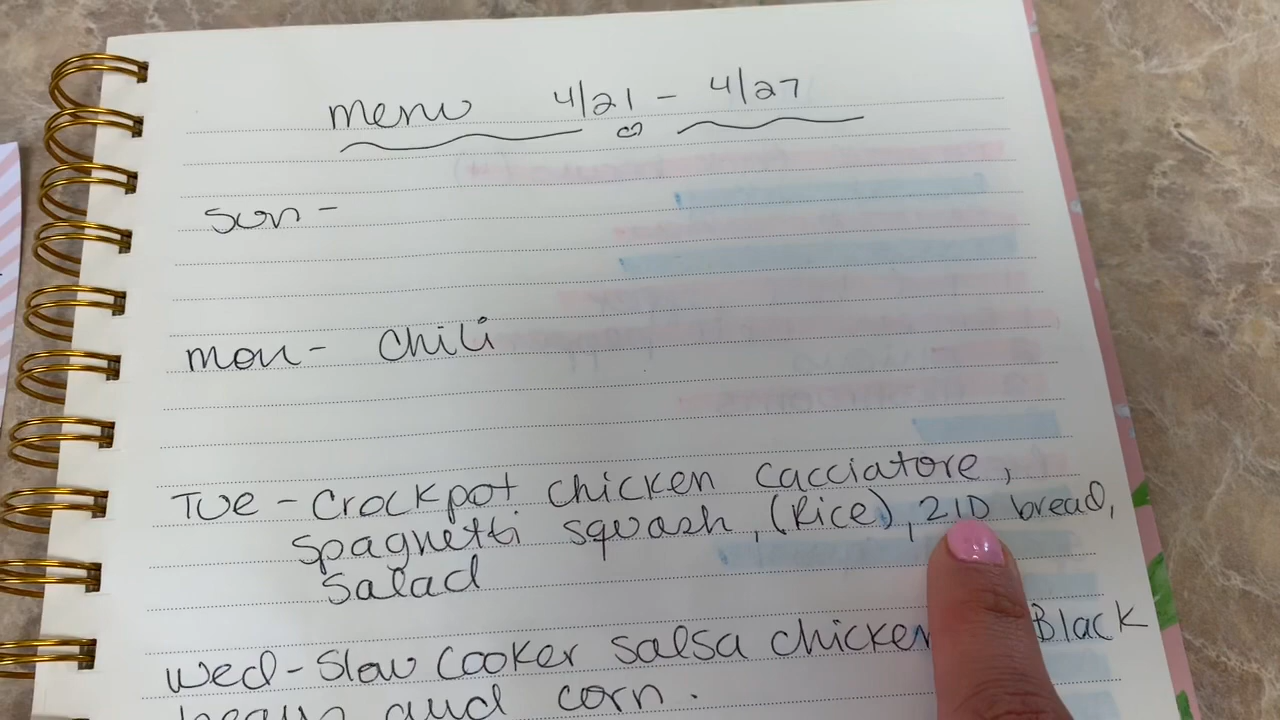 menu 4/21 - 4/27
Sun -
mon - Chili
Tue - Crockpot chicken cacciatore,
Spaghetti squash, (Rice), 21D bread,
Salad
Wed - Slow cooker salsa chicken Black
beans and corn.